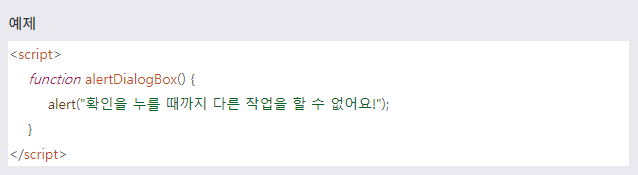 예제
<script>
function alertDialogBox() {
alert("확인을 누를 때까지 다른 작업을 할 수 없어요!");
}
</script>